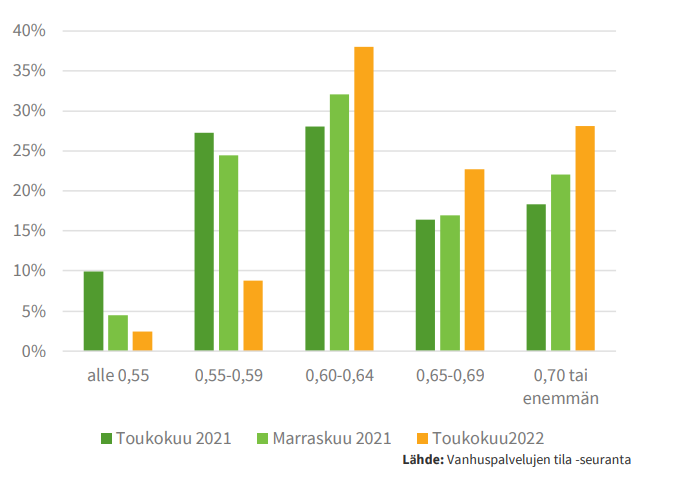 40%
35%
30%
25%
20%
15%
10%
5%
0%
alle 0,55 0,55-0,59 0,60-0,64 0,65-0,69 0,70 tai
enemmän
Toukokuu 2021 Marraskuu 2021 Toukokuu2022
Lähde: Vanhuspalvelujen tila -seuranta